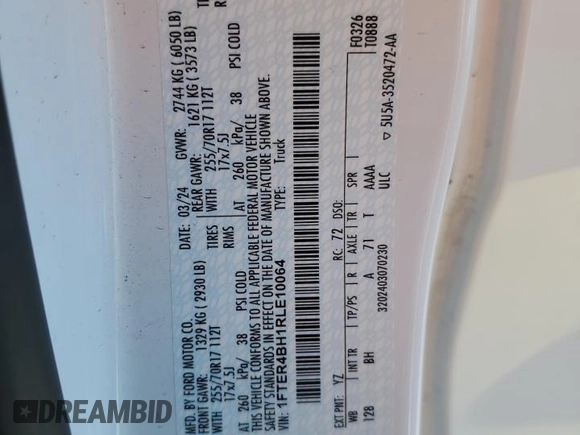 MFD. BY FORD MOTOR CO.
DATE: 03/24 GVWR: 2744 KG ( 6050 LB)
FRONT GAWR: 1329 KG ( 2930 LB) REAR GAWR: 1621 KG ( 3573 LB)
WITH 255/70R17 112T TIRES WITH 255/70R17 112T
17x7.5J RIMS 17x7.5J
AT 260 kPa/ 38 PSI COLD AT 260 kPa/ 38 PSI COLD
THIS VEHICLE CONFORMS TO ALL APPLICABLE FEDERAL MOTOR VEHICLE
SAFETY STANDARDS IN EFFECT ON THE DATE OF MANUFACTURE SHOWN ABOVE.
VIN: 1FTER4BH1RLE10064 TYPE: Truck
F0326
T0BBB
EXT PNT: YZ RC: 72 DSO:
WB INT TR TP/PS R AXLE TR SPR
128 BH A 71 T AAAA
3202403070230 ULC
▽ 5U5A-3520472-AA
DREAMBID